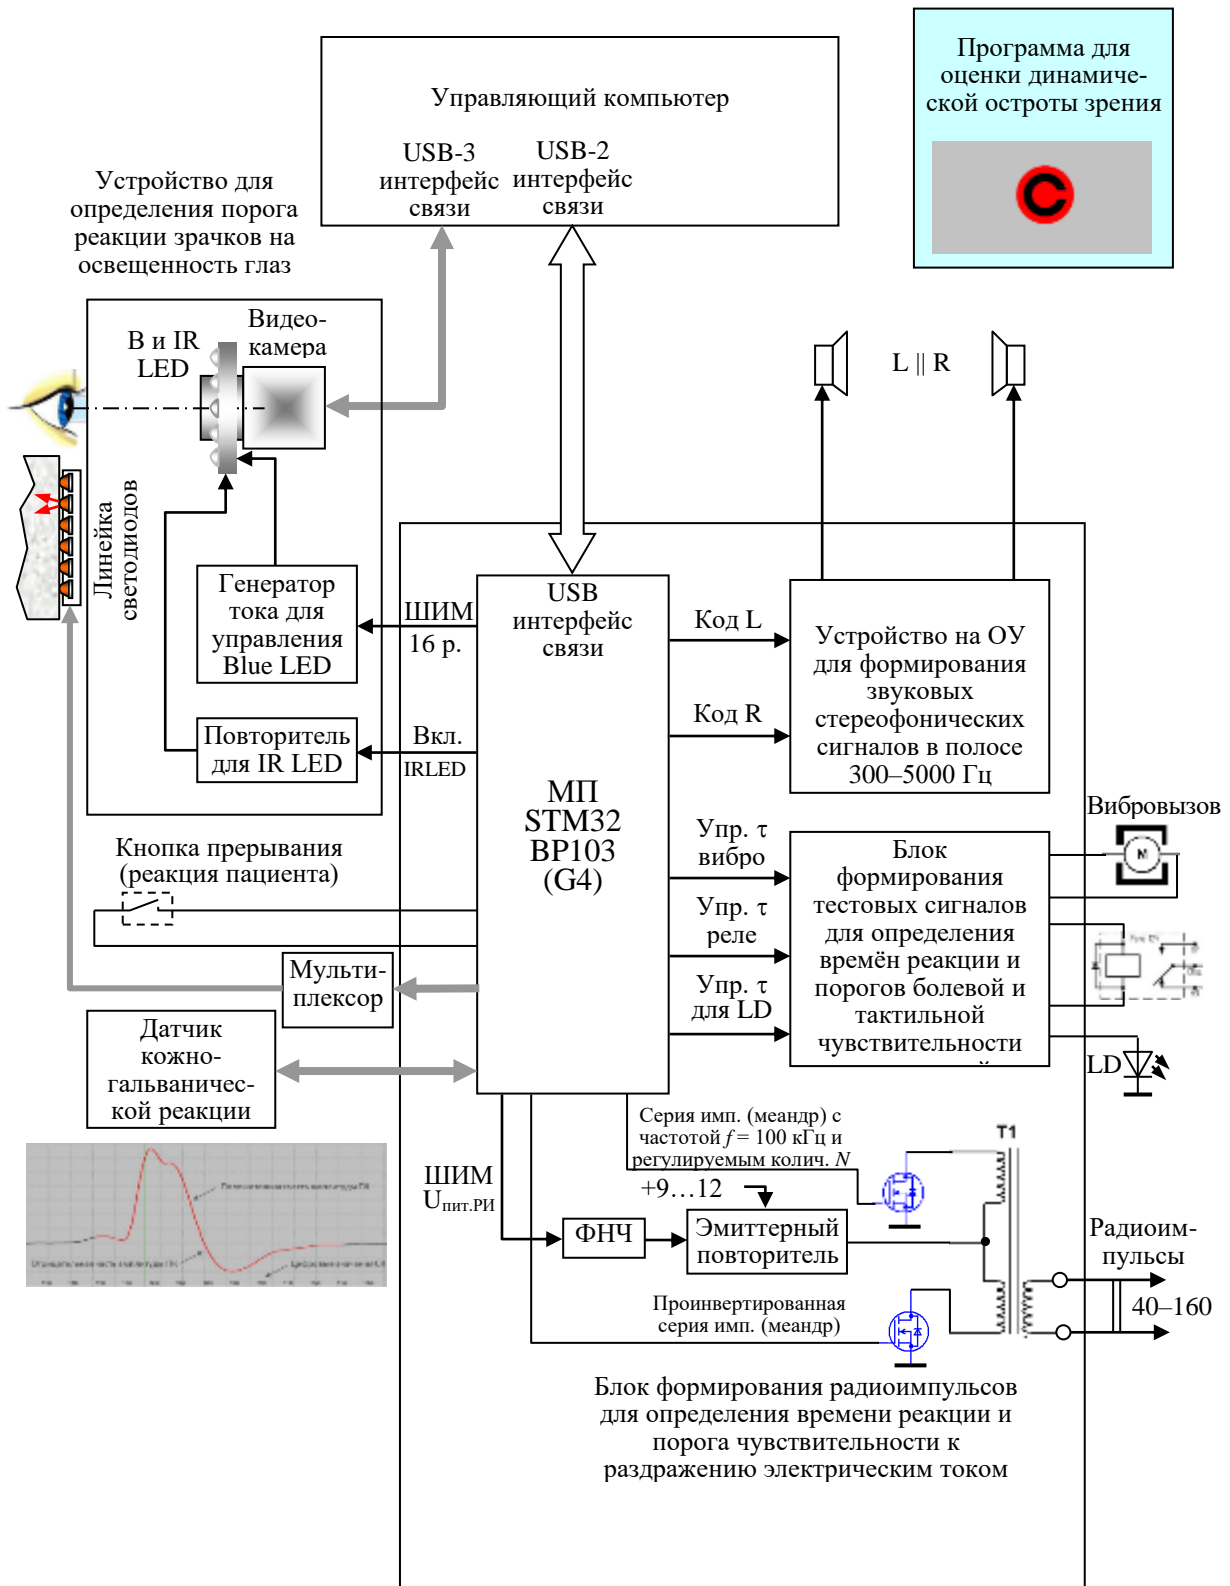 Программа для
оценки динамиче-
ской остроты зрения
Управляющий компьютер
USB-3
интерфейс
связи
USB-2
интерфейс
связи
Устройство для
определения порога
реакции зрачков на
освещенность глаз
В и IR
LED
Видео-
камера
L || R
Линейка
светодиодов
Генератор
тока для
управления
Blue LED
ШИМ
16 р.
USB
интерфейс
связи
Код L
Код R
Устройство на ОУ
для формирования
звуковых
стереофонических
сигналов в полосе
300–5000 Гц
Повторитель
для IR LED
Вкл.
IRLED
МП
STM32
BP103
(G4)
Вибровызов
M
Упр. τ
вибро
Упр. τ
реле
Упр. τ
для LD
Блок
формирования
тестовых сигналов
для определения
времён реакции и
порогов болевой и
тактильной
чувствительности
LD
Кнопка прерывания
(реакция пациента)
Мульти-
плексор
Датчик
кожно-
гальваничес-
кой реакции
Серия имп. (меандр) с
частотой f = 100 кГц и
регулируемым колич. N
T1
ШИМ
Uпит.РИ
+9…12
ФНЧ
Эмиттерный
повторитель
Радиоим-
пульсы
40–160
Проинвертированная
серия имп. (меандр)
Блок формирования радиоимпульсов
для определения времени реакции и
порога чувствительности к
раздражению электрическим током